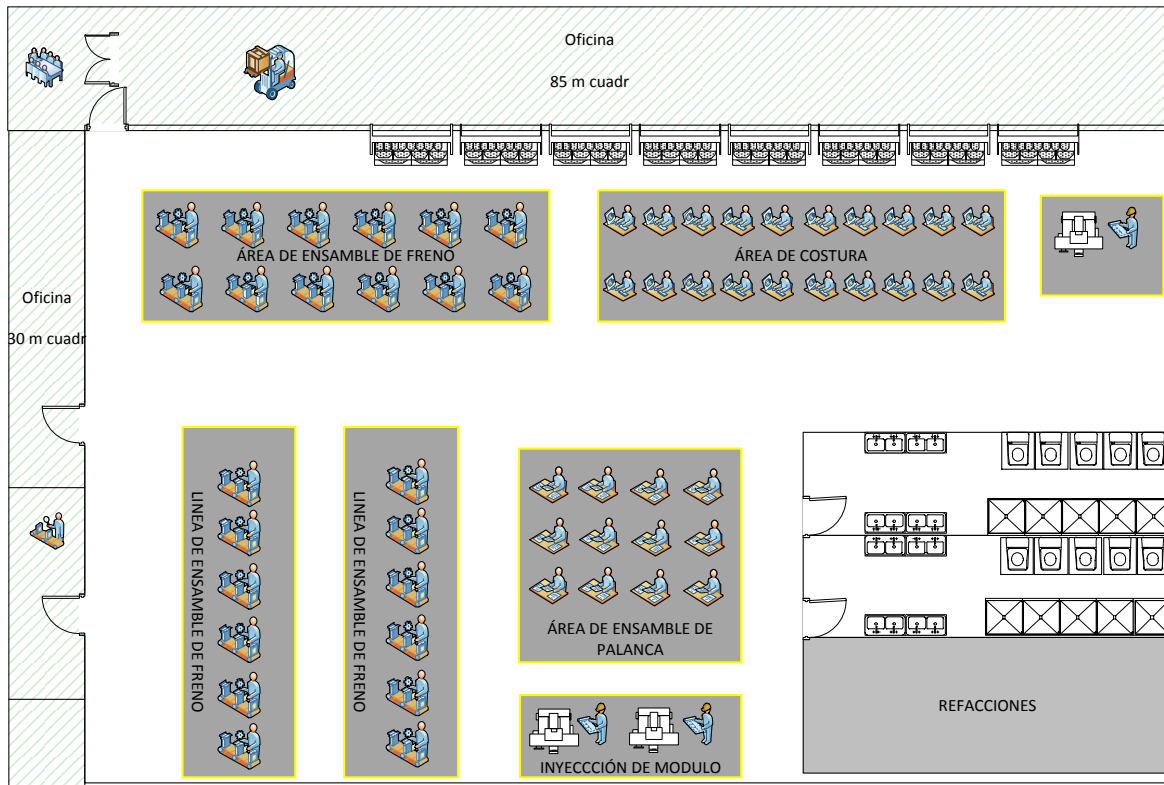 Oficina
85 m cuadr
ÁREA DE ENSAMBLE DE FRENO
ÁREA DE COSTURA
Oficina
30 m cuadr
LINEA DE ENSAMBLE DE FRENO
LINEA DE ENSAMBLE DE FRENO
ÁREA DE ENSAMBLE DE
PALANCA
REFACCIONES
INYECCCIÓN DE MODULO